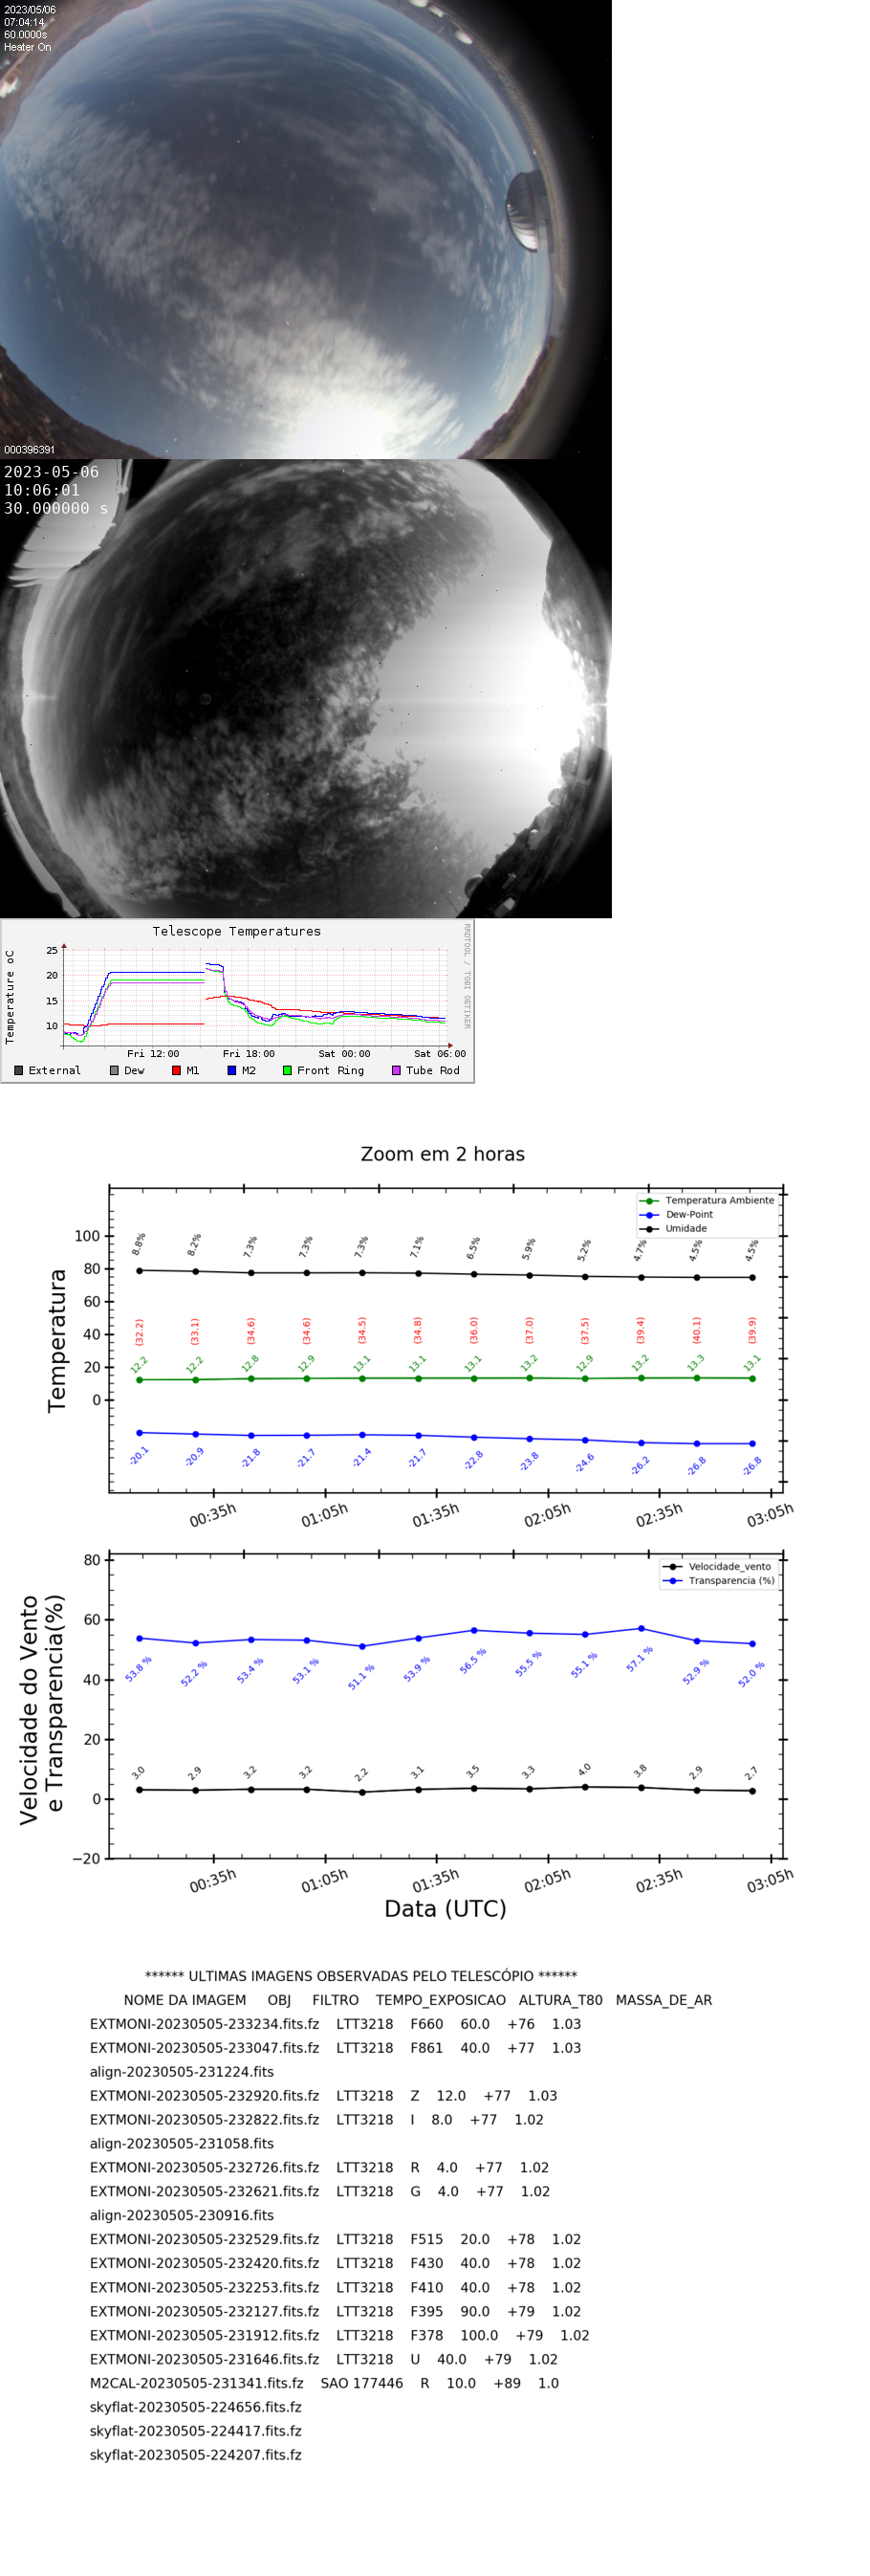 2023/05/06
07:04:14
60.0000s
Heater On
000396391
2023-05-06
10:06:01
30.000000 s
Telescope Temperatures
RRDTOOL / TOBI OETIKER
Temperature oC
25
20
15
10
Fri 12:00 Fri 18:00 Sat 00:00 Sat 06:00
External Dew M1 M2 Front Ring Tube Rod
Zoom em 2 horas
Temperatura Ambiente
Dew-Point
Umidade
Temperatura
100
80
60
40
20
0
8.8% 8.2% 7.3% 7.3% 7.3% 7.1% 6.5% 5.9% 5.2% 4.7% 4.5% 4.5%
(32.2) (33.1) (34.6) (34.6) (34.5) (34.8) (36.0) (37.0) (37.5) (39.4) (40.1) (39.9)
12.2 12.2 12.8 12.9 13.1 13.1 13.1 13.2 12.9 13.2 13.3 13.1
-20.1 -20.9 -21.8 -21.7 -21.4 -21.7 -22.8 -23.8 -24.6 -26.2 -26.8 -26.8
00:35h 01:05h 01:35h 02:05h 02:35h 03:05h
Velocidade_vento
Transparencia (%)
Velocidade do Vento
e Transparencia(%)
80
60
40
20
0
−20
53.8 % 52.2 % 53.4 % 53.1 % 51.1 % 53.9 % 56.5 % 55.5 % 55.1 % 57.1 % 52.9 % 52.0 %
3.0 2.9 3.2 3.2 2.2 3.1 3.5 3.3 4.0 3.8 2.9 2.7
00:35h 01:05h 01:35h 02:05h 02:35h 03:05h
Data (UTC)
****** ULTIMAS IMAGENS OBSERVADAS PELO TELESCÓPIO ******
NOME DA IMAGEM OBJ FILTRO TEMPO_EXPOSICAO ALTURA_T80 MASSA_DE_AR
EXTMONI-20230505-233234.fits.fz LTT3218 F660 60.0 +76 1.03
EXTMONI-20230505-233047.fits.fz LTT3218 F861 40.0 +77 1.03
align-20230505-231224.fits
EXTMONI-20230505-232920.fits.fz LTT3218 Z 12.0 +77 1.03
EXTMONI-20230505-232822.fits.fz LTT3218 I 8.0 +77 1.02
align-20230505-231058.fits
EXTMONI-20230505-232726.fits.fz LTT3218 R 4.0 +77 1.02
EXTMONI-20230505-232621.fits.fz LTT3218 G 4.0 +77 1.02
align-20230505-230916.fits
EXTMONI-20230505-232529.fits.fz LTT3218 F515 20.0 +78 1.02
EXTMONI-20230505-232420.fits.fz LTT3218 F430 40.0 +78 1.02
EXTMONI-20230505-232253.fits.fz LTT3218 F410 40.0 +78 1.02
EXTMONI-20230505-232127.fits.fz LTT3218 F395 90.0 +79 1.02
EXTMONI-20230505-231912.fits.fz LTT3218 F378 100.0 +79 1.02
EXTMONI-20230505-231646.fits.fz LTT3218 U 40.0 +79 1.02
M2CAL-20230505-231341.fits.fz SAO 177446 R 10.0 +89 1.0
skyflat-20230505-224656.fits.fz
skyflat-20230505-224417.fits.fz
skyflat-20230505-224207.fits.fz